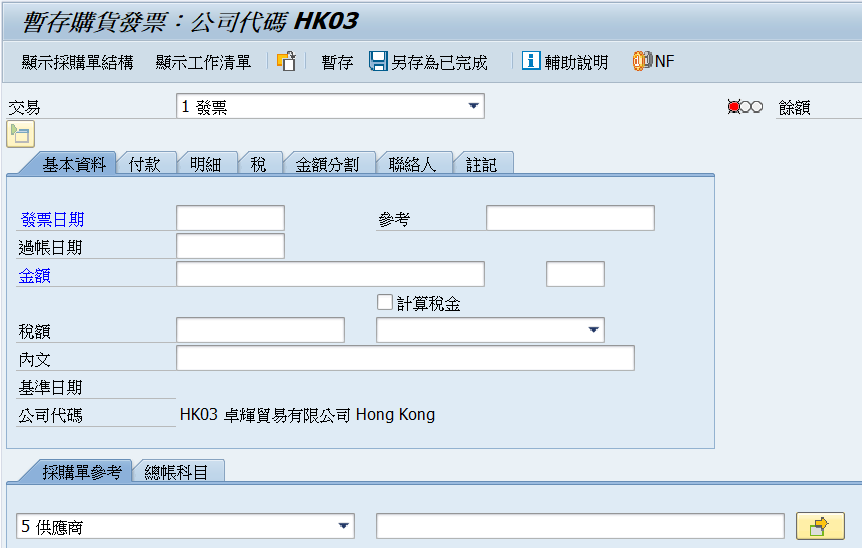 暫存購貨發票：公司代碼 HK03
顯示採購單結構 顯示工作清單 暫存 另存為已完成 輔助說明 NF
交易 1 發票 餘額
基本資料 付款 明細 稅 金額分割 聯絡人 註記
發票日期 參考
過帳日期
金額
計算稅金
稅額
內文
基準日期
公司代碼 HK03 卓輝貿易有限公司 Hong Kong
採購單參考 總帳科目
5 供應商